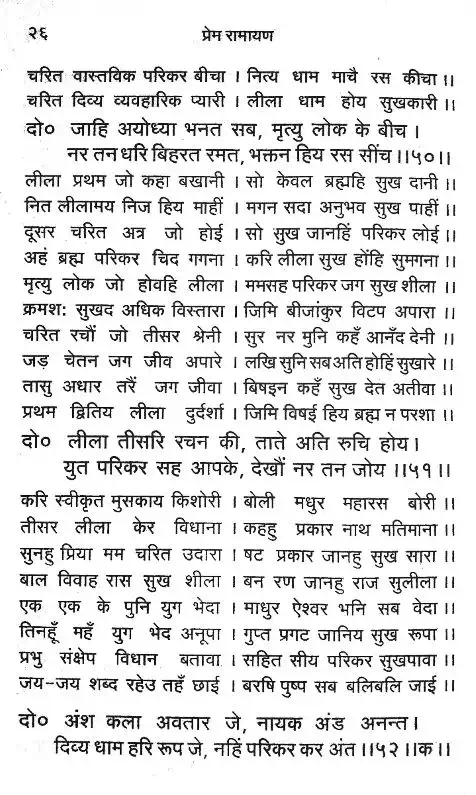 २६
प्रेम रामायण
चरित वास्तविक परिकर बीचा । नित्य धाम माचै रस कीचा ।।
चरित दिव्य व्यवहारिक प्यारी । लीला धाम होय सुखकारी ।।
दो० जाहि अयोध्या भनत सब, मृत्यु लोक के बीच ।
नर तन धरि बिहरत रमत, भक्तन हिय रस सींच ।।५०।।
लीला प्रथम जो कहा बखानी । सो केवल ब्रह्महि सुख दानी ।।
नित लीलामय निज हिय माहीं । मगन सदा अनुभव सुख पाहीं ।।
दूसर चरित अत्र जो होई । सो सुख जानहिं परिकर लोई ।।
अहं ब्रह्म परिकर चिद गगना । करि लीला सुख होंहि सुमगना ।।
मृत्यु लोक जो होवहि लीला । ममसह परिकर जग सुख शीला ।।
क्रमशः सुखद अधिक विस्तारा । जिमि बीजांकुर विटप अपारा ।।
चरित रचौं जो तीसर श्रेनी । सुर नर मुनि कहँ आनँद देनी ।।
जड़ चेतन जग जीव अपारे । लखि सुनि सब अति होहिं सुखारे ।।
तासु अधार तरैं जग जीवा । बिषइन कहँ सुख देत अतीवा ।।
प्रथम द्वितिय लीला दुर्दर्शा । जिमि विषई हिय ब्रह्म न परशा ।।
दो० लीला तीसरि रचन की, ताते अति रुचि होय ।
युत परिकर सह आपके, देखौं नर तन जोय ।।५१।।
करि स्वीकृत मुसकाय किशोरी । बोली मधुर महारस बोरी ।।
तीसर लीला केर विधाना । कहहु प्रकार नाथ मतिमाना ।।
सुनहु प्रिया मम चरित उदारा । षट प्रकार जानहु सुख सारा ।।
बाल विवाह रास सुख शीला । बन रण जानहु राज सुलीला ।।
एक एक के पुनि युग भेदा । माधुर ऐश्वर भनि सब वेदा ।।
तिनहूँ महँ युग भेद अनूपा । गुप्त प्रगट जानिय सुख रूपा ।।
प्रभु संक्षेप विधान बतावा । सहित सीय परिकर सुखपावा ।।
जय-जय शब्द रहेउ तहँ छाई । बरषि पुष्प सब बलिबलि जाई ।।
दो० अंश कला अवतार जे, नायक अंड अनन्त ।
दिव्य धाम हरि रूप जे, नहिं परिकर कर अंत ।।५२ ।।क।।